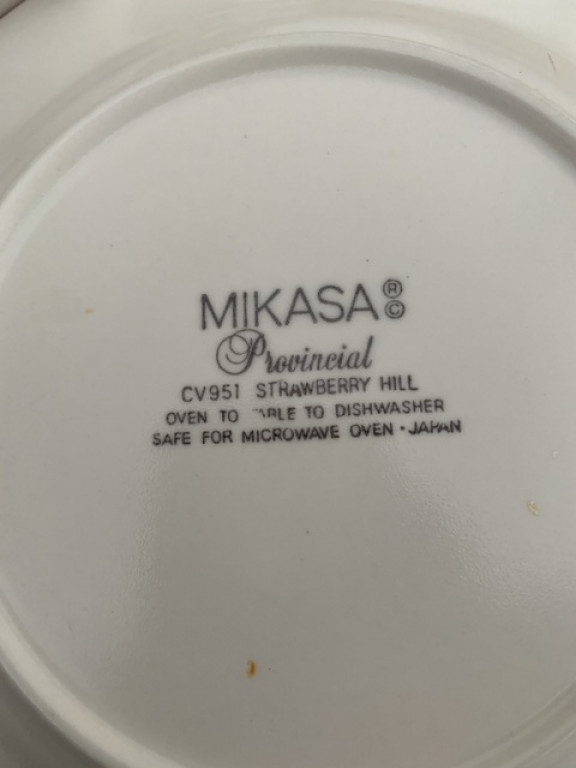 MIKASA ® ©
Provincial
CV951 STRAWBERRY HILL
OVEN TO TO DISHWASHER
SAFE FOR MICROWAVE OVEN • JAPAN